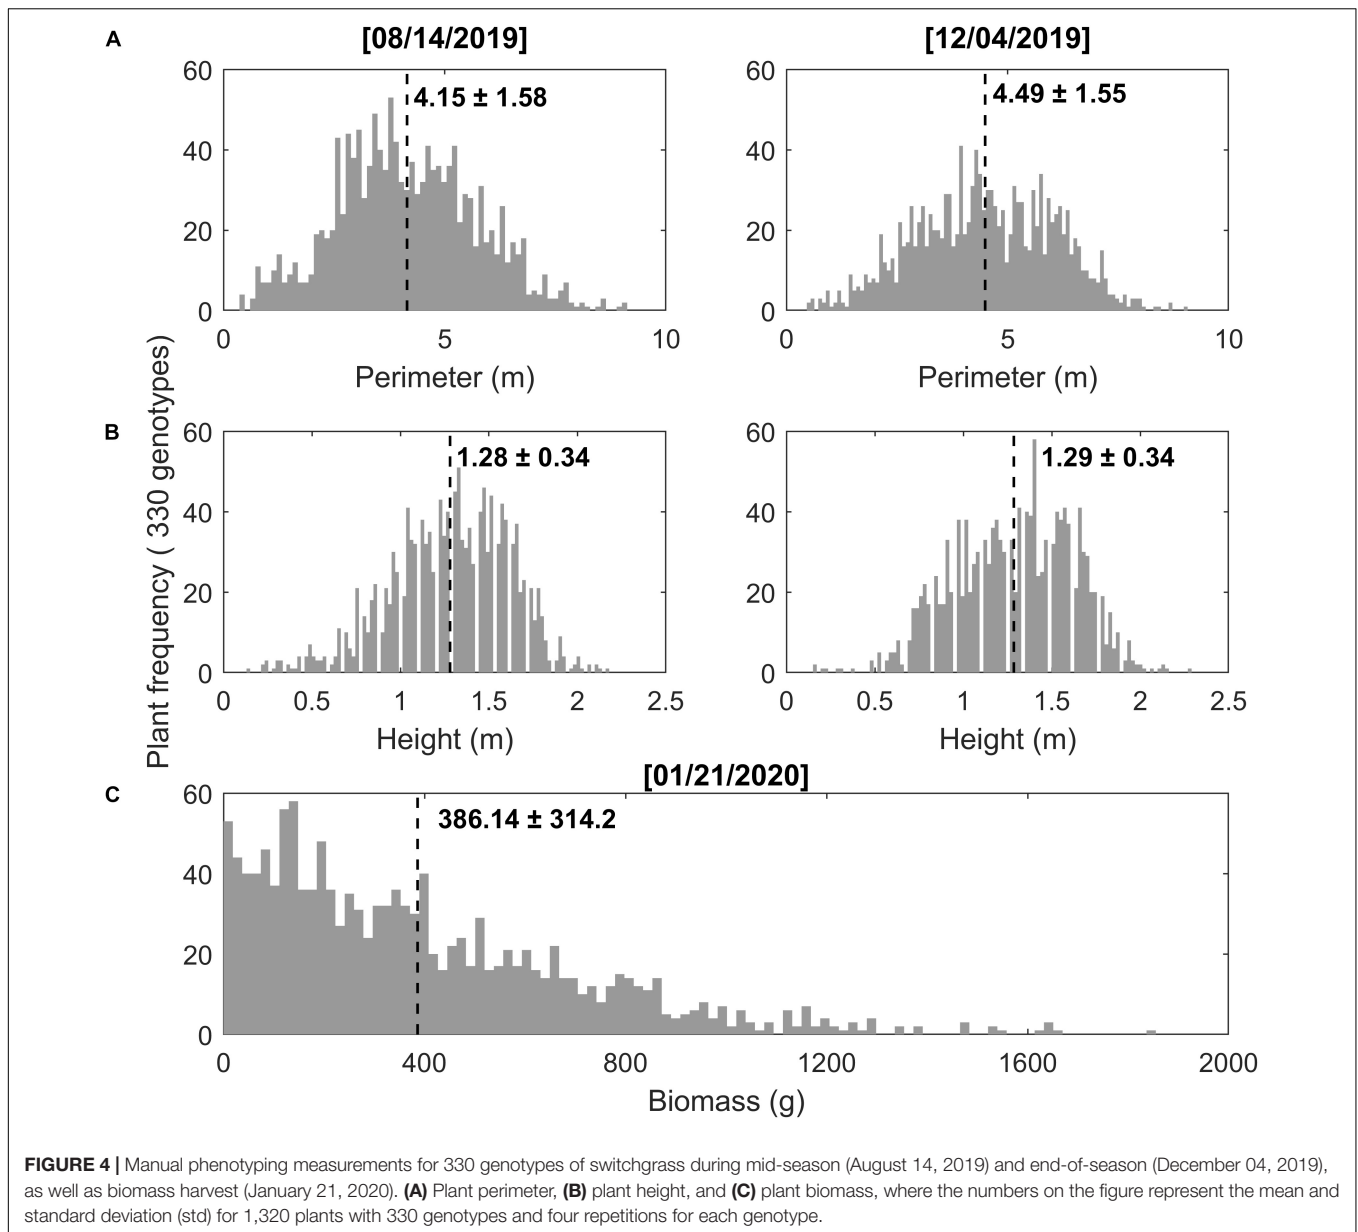 A
[08/14/2019]
[12/04/2019]
60
40
20
0
4.15 ± 1.58
0
5
10
Perimeter (m)
60
40
20
0
4.49 ± 1.55
0
5
10
Perimeter (m)
Plant frequency ( 330 genotypes)
B
60
40
20
0
1.28 ± 0.34
0
0.5
1
1.5
2
2.5
Height (m)
60
40
20
0
1.29 ± 0.34
0
0.5
1
1.5
2
2.5
Height (m)
C
[01/21/2020]
60
40
20
0
386.14 ± 314.2
0
400
800
1200
1600
2000
Biomass (g)
FIGURE 4 | Manual phenotyping measurements for 330 genotypes of switchgrass during mid-season (August 14, 2019) and end-of-season (December 04, 2019),
as well as biomass harvest (January 21, 2020). (A) Plant perimeter, (B) plant height, and (C) plant biomass, where the numbers on the figure represent the mean and
standard deviation (std) for 1,320 plants with 330 genotypes and four repetitions for each genotype.